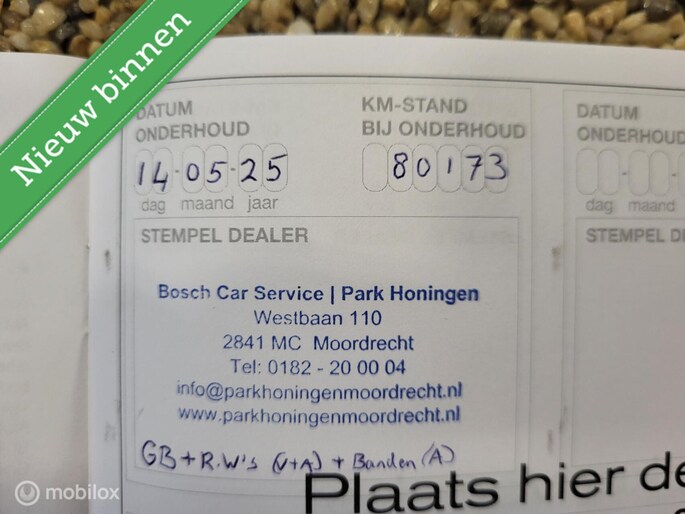 Nieuw binnen
DATUM
ONDERHOUD
14-05-25
dag maand jaar
KM-STAND
BIJ ONDERHOUD
80173
DATUM
ONDERHOUD
dag maand
STEMPEL DEALER
STEMPEL DE
Bosch Car Service | Park Honingen
Westbaan 110
2841 MC Moordrecht
Tel: 0182 - 20 00 04
info@parkhoningenmoordrecht.nl
www.parkhoningenmoordrecht.nl
GB + R.W's (V+A) + Banden (A)
Plaats hier de
mobilox